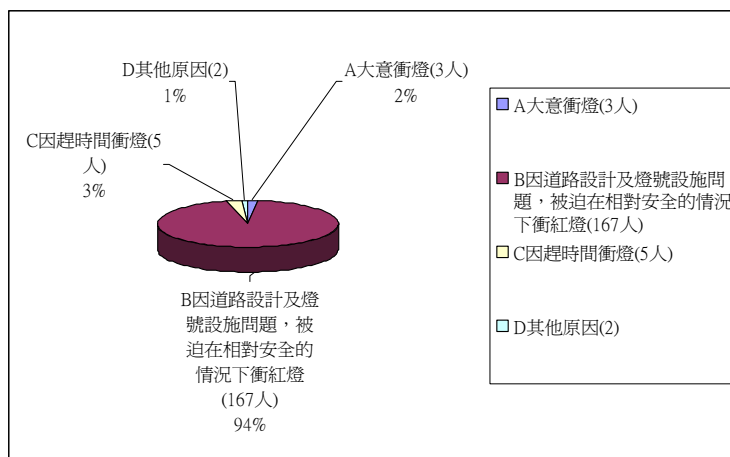 D其他原因(2)
1%
A大意衝燈(3人)
2%
C因趕時間衝燈(5
人)
3%
B因道路設計及燈
號設施問題，被
迫在相對安全的
情況下衝紅燈
(167人)
94%
A大意衝燈(3人)
B因道路設計及燈號設施問
題，被迫在相對安全的情況
下衝紅燈(167人)
C因趕時間衝燈(5人)
D其他原因(2)